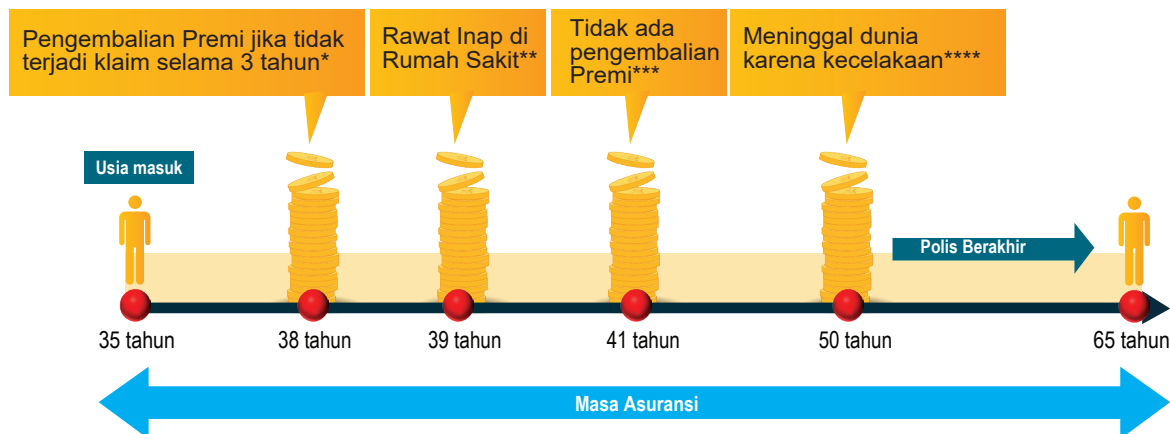 Pengembalian Premi jika tidak
terjadi klaim selama 3 tahun*
Rawat Inap di
Rumah Sakit**
Tidak ada
pengembalian
Premi***
Meninggal dunia
karena kecelakaan****
Usia masuk
Polis Berakhir
35 tahun
38 tahun
39 tahun
41 tahun
50 tahun
65 tahun
Masa Asuransi